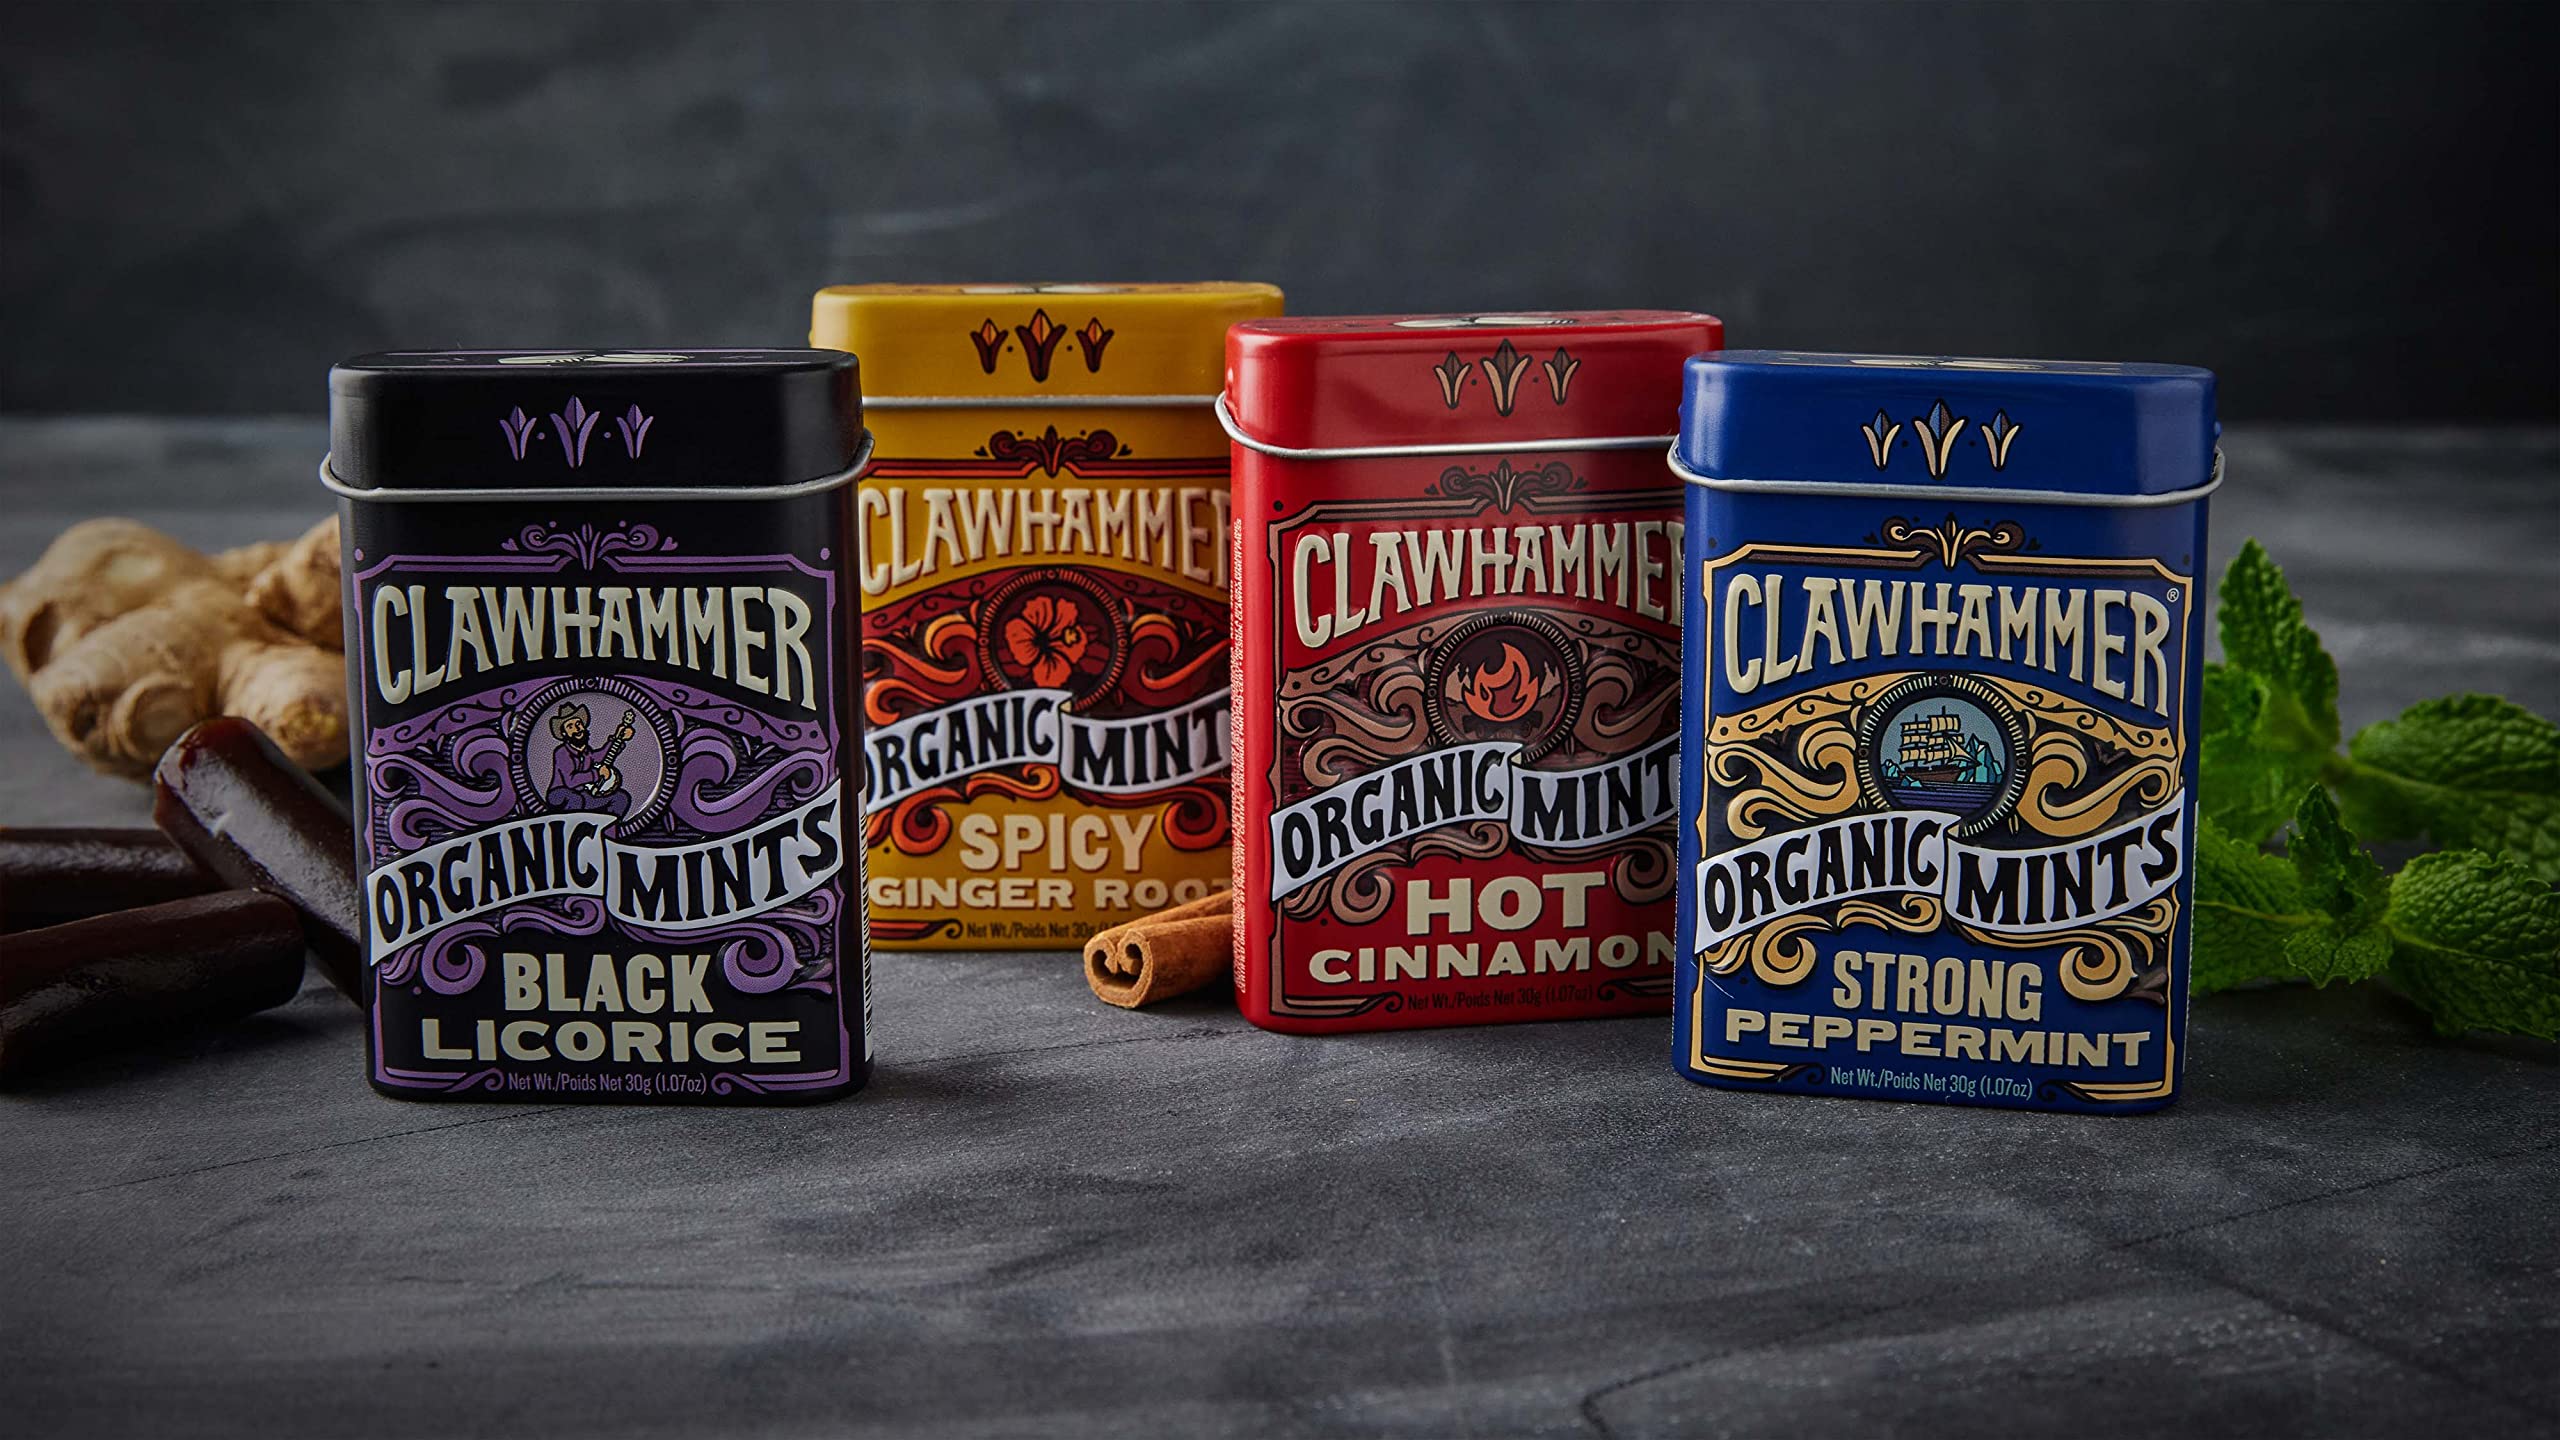 CLAWHAMMER
ORGANIC MINTS
BLACK
LICORICE
Net Wt./Poids Net 30g (1.07oz)
CLAWHAMMER
ORGANIC MINT
SPICY
GINGER ROOT
Net Wt./Poids Net 30g
CLAWHAMMER
ORGANIC MINT
HOT
CINNAMON
Net Wt./Poids Net 30g (1.07oz)
CLAWHAMMER®
ORGANIC MINTS
STRONG
PEPPERMINT
Net Wt./Poids Net 30g (1.07oz)